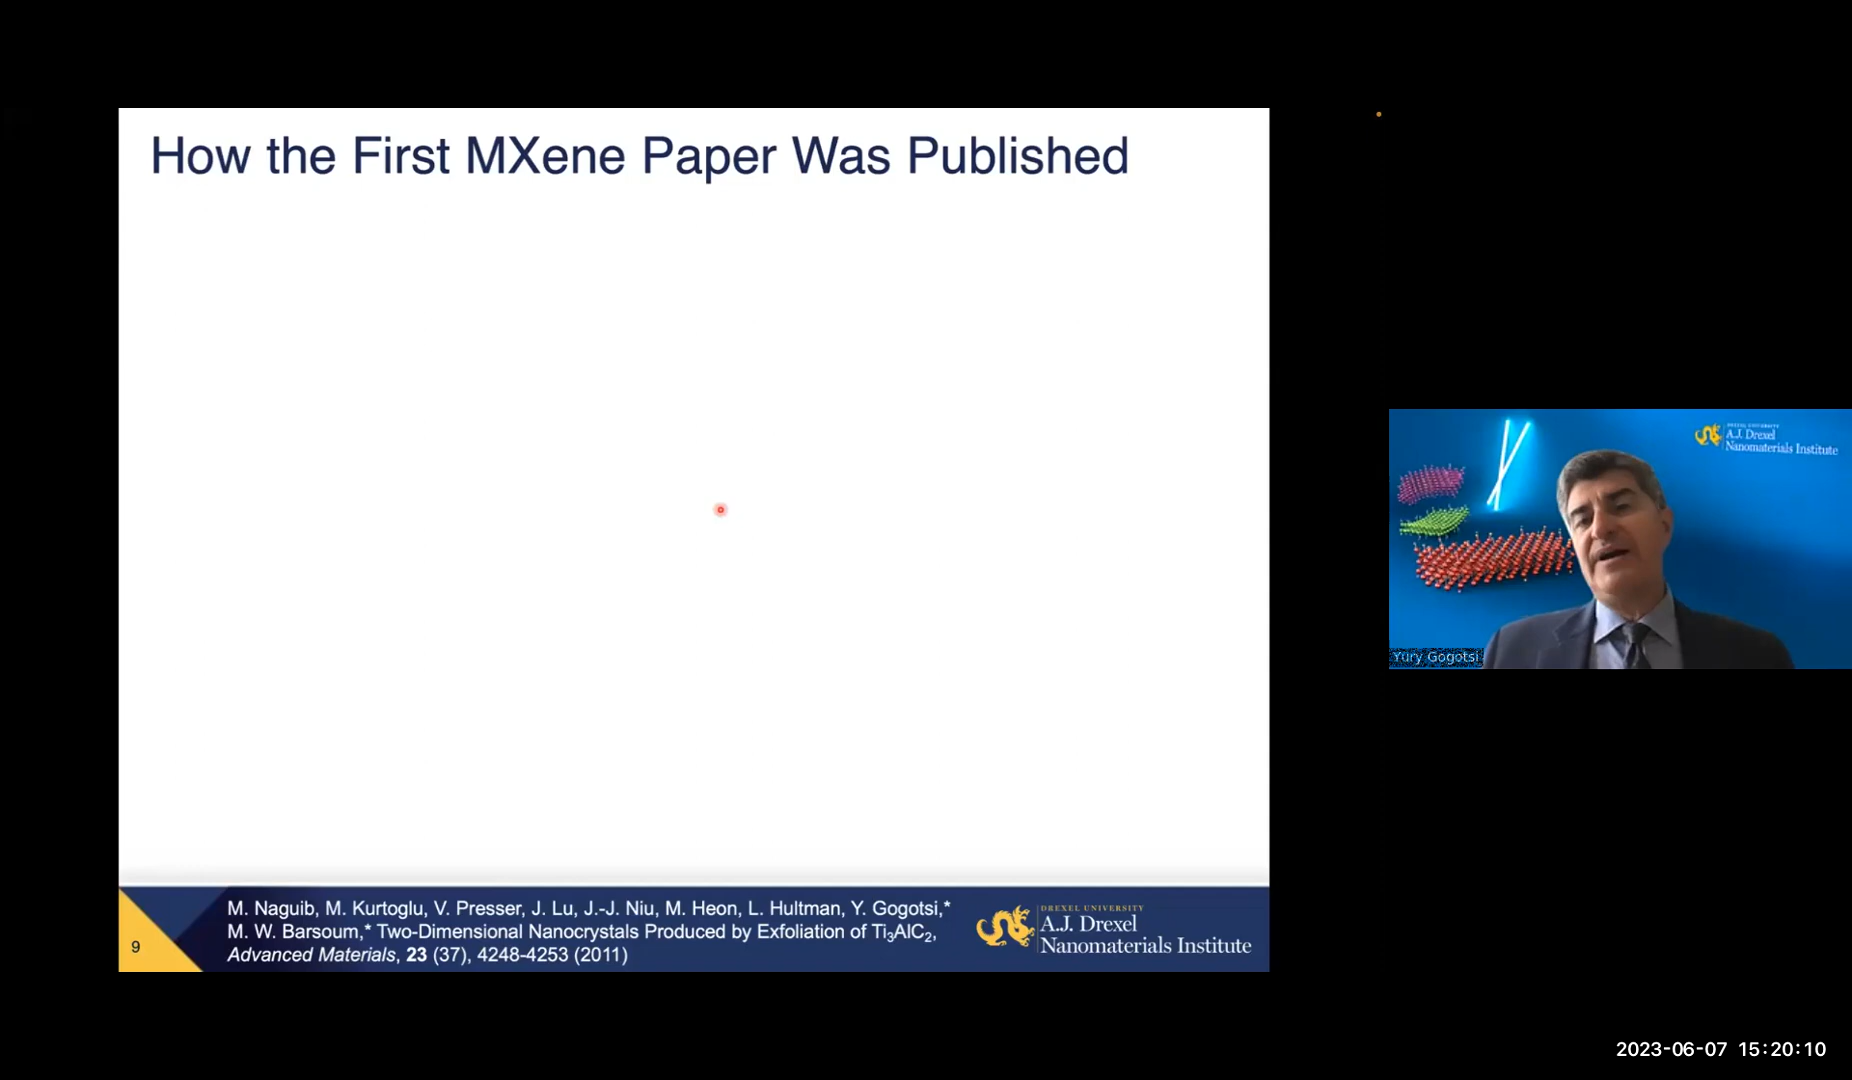 How the First MXene Paper Was Published
DREXEL UNIVERSITY
A.J. Drexel
Nanomaterials Institute
Yury Gogotsi
9
M. Naguib, M. Kurtoglu, V. Presser, J. Lu, J.-J. Niu, M. Heon, L. Hultman, Y. Gogotsi,*
M. W. Barsoum,* Two-Dimensional Nanocrystals Produced by Exfoliation of Ti₃AlC₂,
Advanced Materials, 23 (37), 4248-4253 (2011)
DREXEL UNIVERSITY
A.J. Drexel
Nanomaterials Institute
2023-06-07 15:20:10